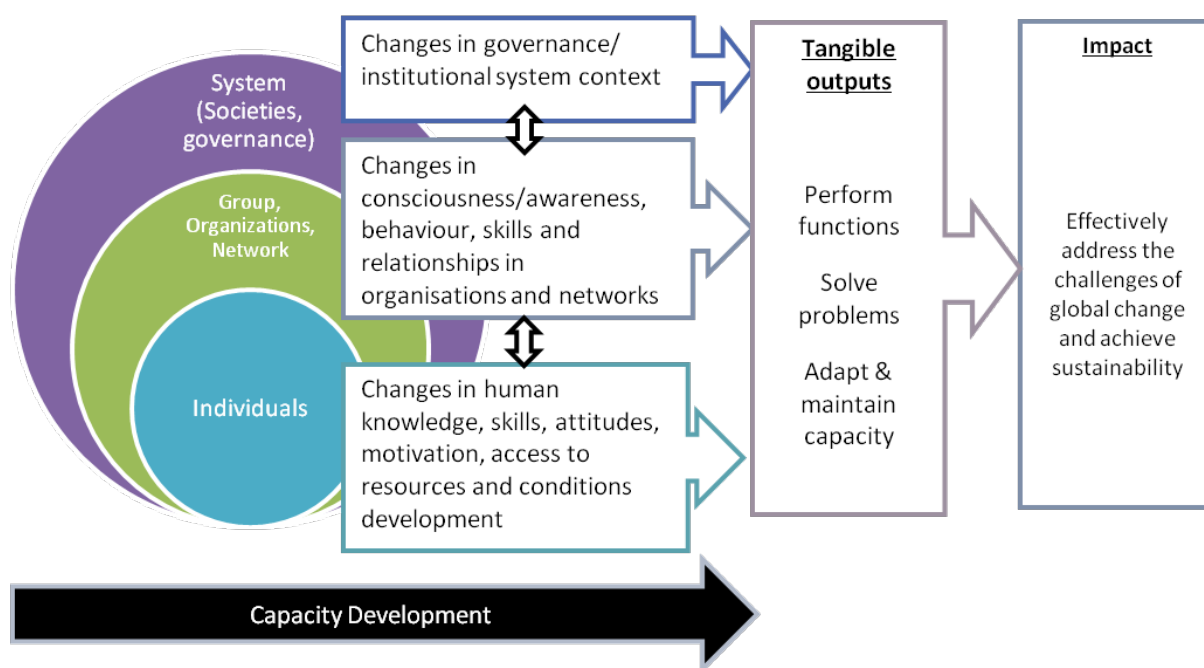 System
(Societies,
governance)
Group,
Organizations,
Network
Individuals
Changes in governance/
institutional system context
Changes in
consciousness/awareness,
behaviour, skills and
relationships in
organisations and networks
Changes in human
knowledge, skills, attitudes,
motivation, access to
resources and conditions
development
Tangible
outputs
Perform
functions
Solve
problems
Adapt &
maintain
capacity
Impact
Effectively
address the
challenges of
global change
and achieve
sustainability
Capacity Development